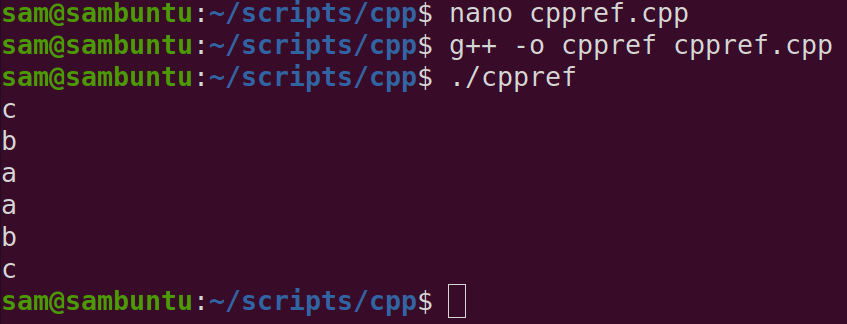 sam@sambuntu:~/scripts/cpp$ nano cppref.cpp
sam@sambuntu:~/scripts/cpp$ g++ -o cppref cppref.cpp
sam@sambuntu:~/scripts/cpp$ ./cppref
c
b
a
a
b
c
sam@sambuntu:~/scripts/cpp$